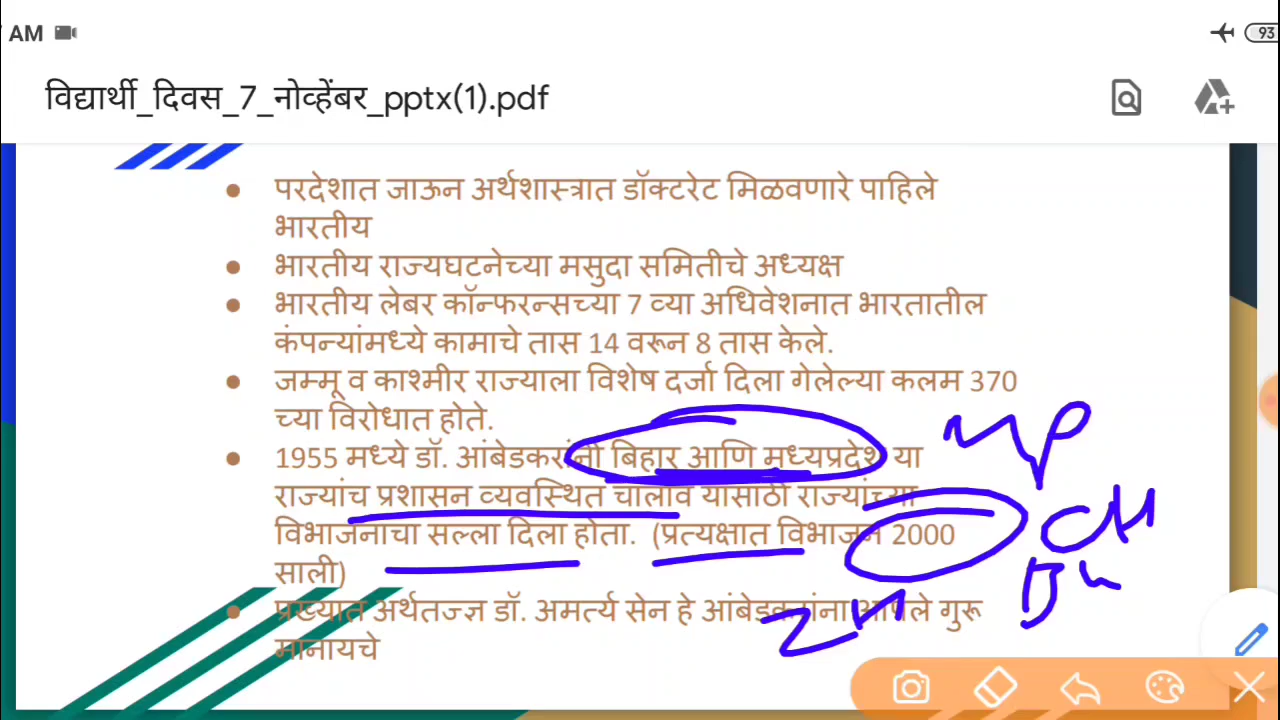 AM
93
विद्यार्थी_दिवस_7_नोव्हेंबर_pptx(1).pdf
परदेशात जाऊन अर्थशास्त्रात डॉक्टरेट मिळवणारे पाहिले
भारतीय
भारतीय राज्यघटनेच्या मसुदा समितीचे अध्यक्ष
भारतीय लेबर कॉन्फरन्सच्या 7 व्या अधिवेशनात भारतातील
कंपन्यांमध्ये कामाचे तास 14 वरून 8 तास केले.
जम्मू व काश्मीर राज्याला विशेष दर्जा दिला गेलेल्या कलम 370
च्या विरोधात होते.
1955 मध्ये डॉ. आंबेडकरांनी बिहार आणि मध्यप्रदेश या
राज्यांच प्रशासन व्यवस्थित चालाव यासाठी राज्यांच्या
विभाजनाचा सल्ला दिला होता. (प्रत्यक्षात विभाजन 2000
साली)
प्रख्यात अर्थतज्ज्ञ डॉ. अमर्त्य सेन हे आंबेडकरांना आपले गुरू
मानायचे
MP
CH